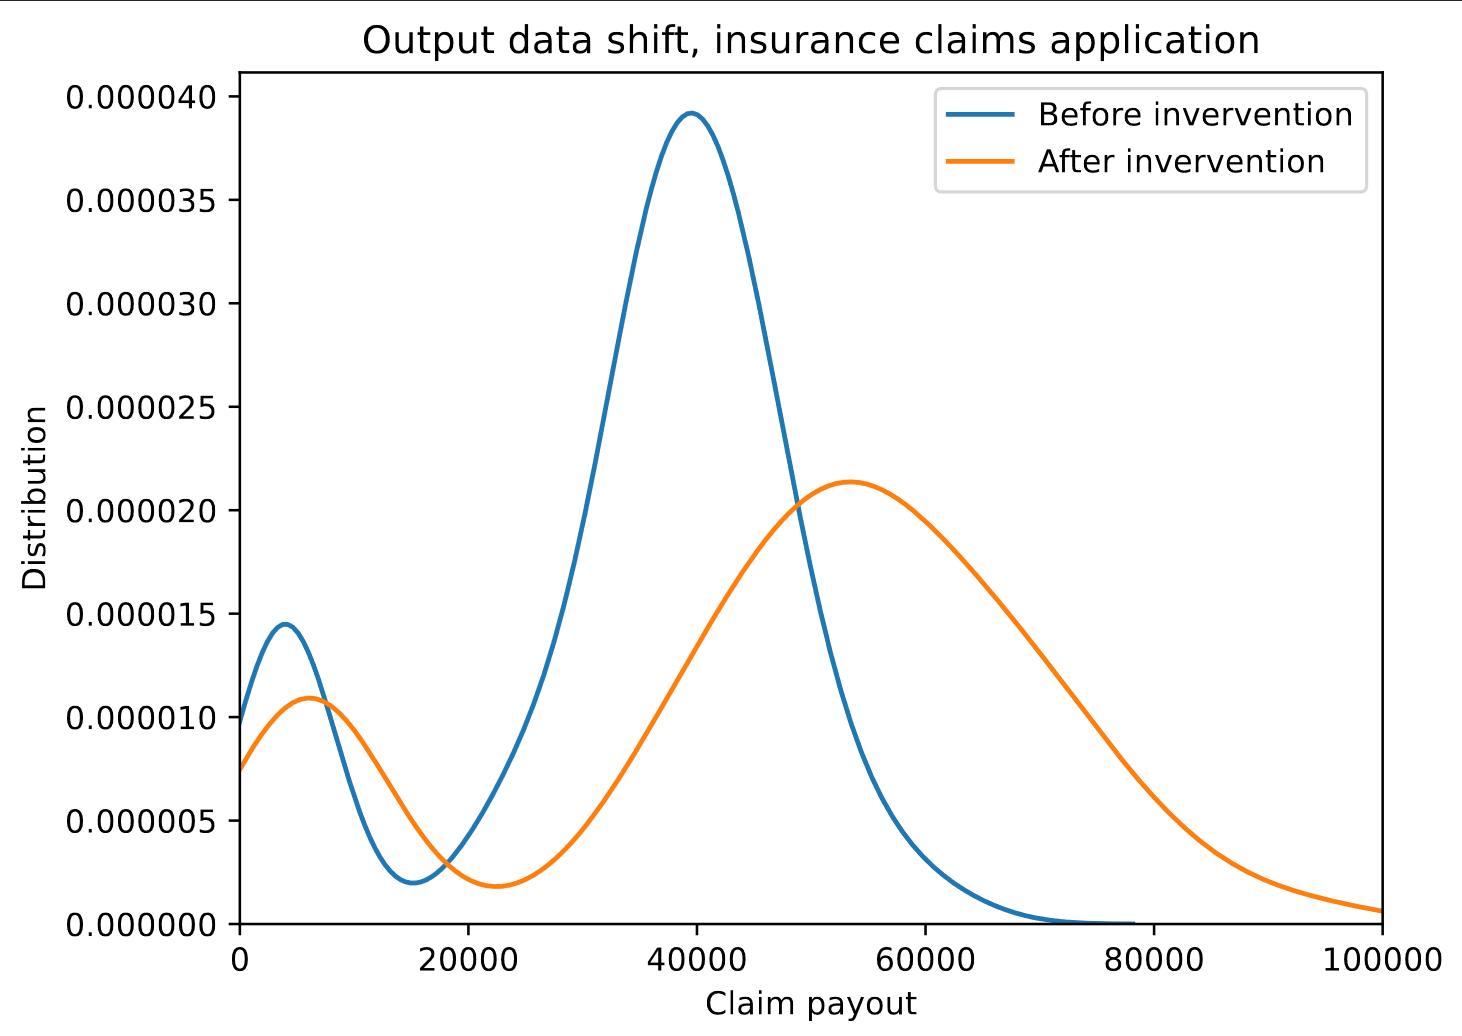 Output data shift, insurance claims application
Before invervention
After invervention
0.000040
0.000035
0.000030
0.000025
0.000020
0.000015
0.000010
0.000005
0.000000
Distribution
0 20000 40000 60000 80000 100000
Claim payout